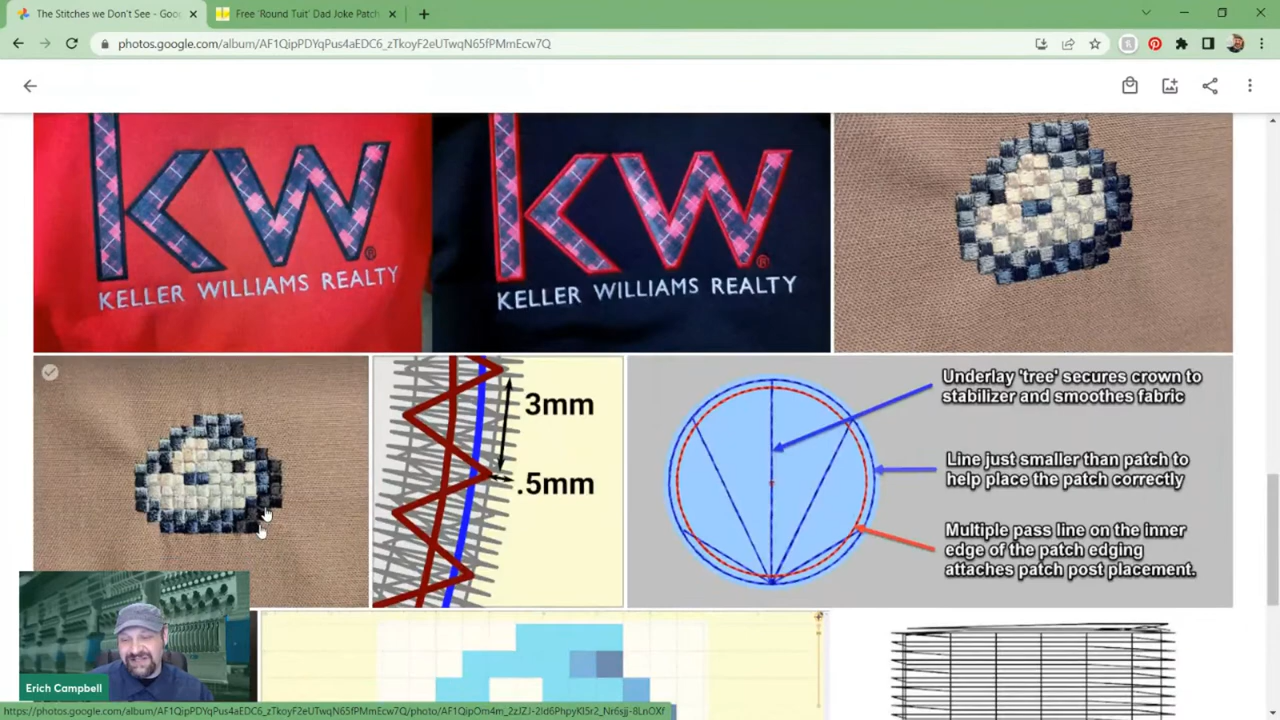 The Stitches we Don't See - Goo
Free 'Round Tuit' Dad Joke Patch
photos.google.com/album/AF1QipPDYqPus4aEDC6_zTkoyF2eUTwqN65fPMmEcw7Q
kw
®
KELLER WILLIAMS REALTY
kw
®
KELLER WILLIAMS REALTY
3mm
.5mm
Underlay 'tree' secures crown to
stabilizer and smoothes fabric
Line just smaller than patch to
help place the patch correctly
Multiple pass line on the inner
edge of the patch edging
attaches patch post placement.
Erich Campbell